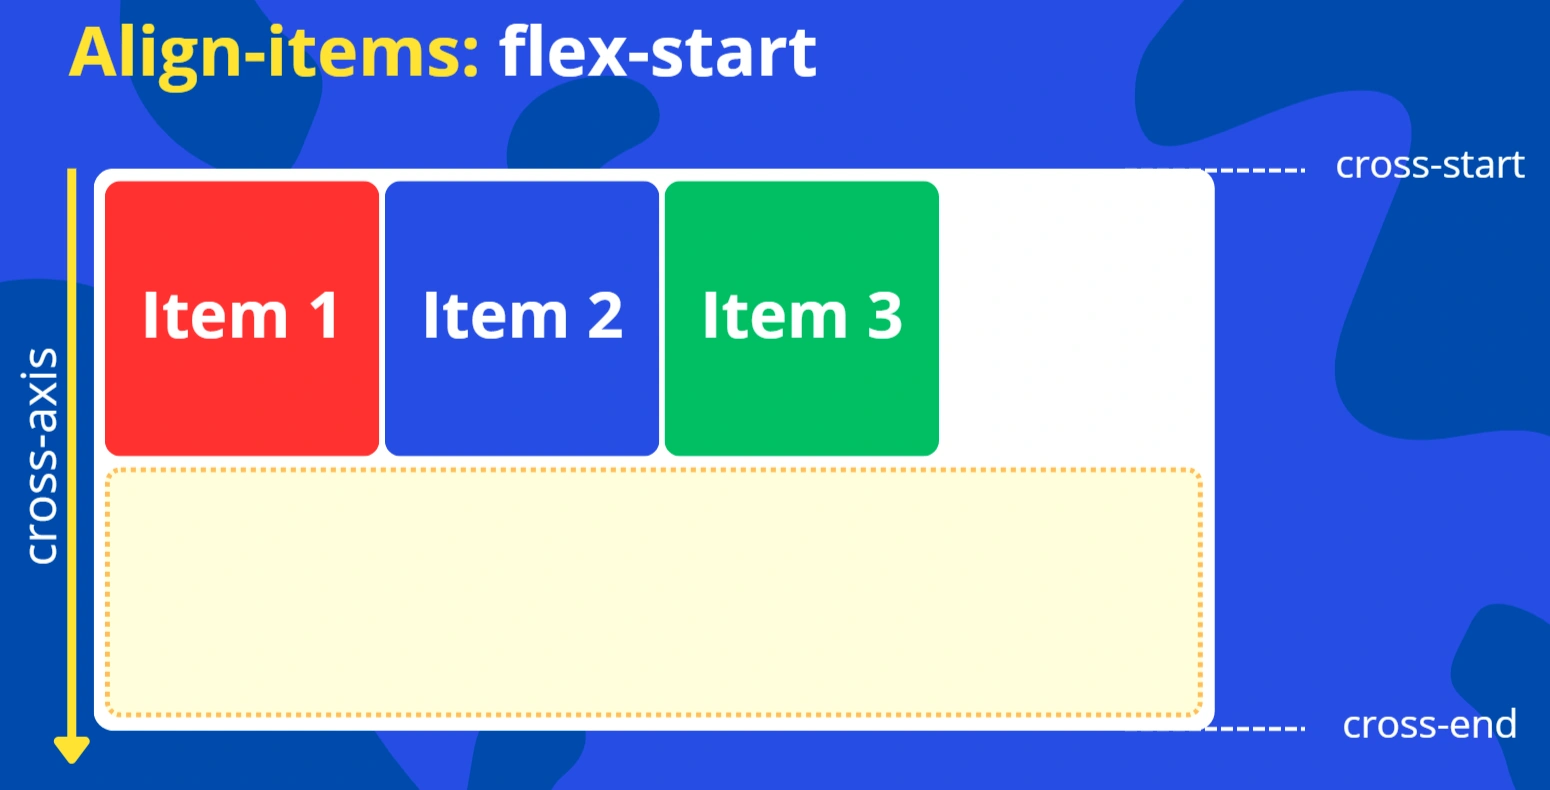 Align-items: flex-start
cross-start
Item 1
Item 2
Item 3
cross-axis
cross-end